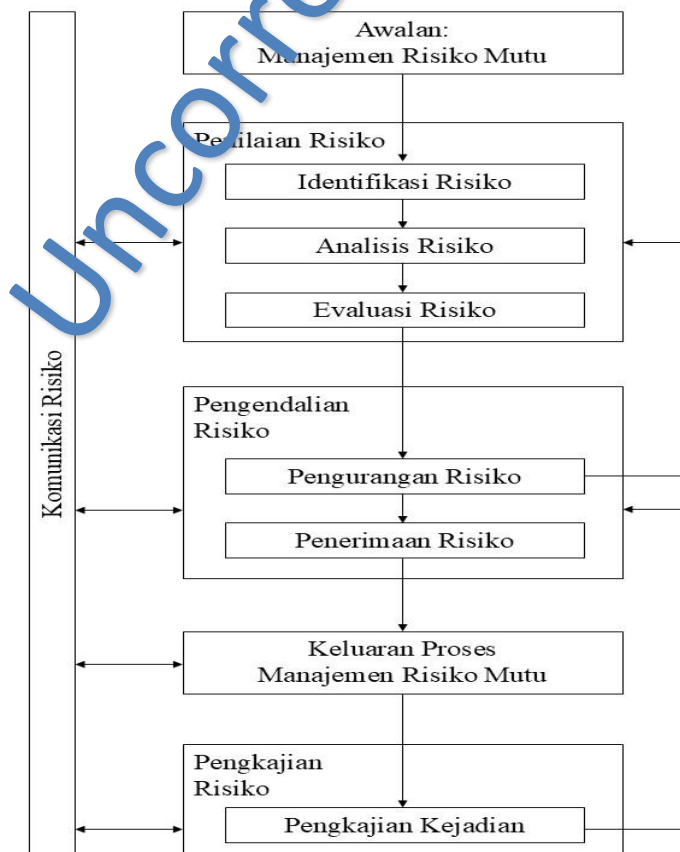 Awalan:
Manajemen Risiko Mutu
Penilaian Risiko
Identifikasi Risiko
Analisis Risiko
Evaluasi Risiko
Komunikasi Risiko
Pengendalian
Risiko
Pengurangan Risiko
Penerimaan Risiko
Keluaran Proses
Manajemen Risiko Mutu
Pengkajian
Risiko
Pengkajian Kejadian